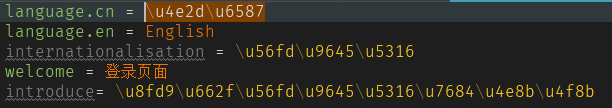 language.cn = \u4e2d\u6587
language.en = English
internationalisation = \u56fd\u9645\u5316
welcome = 登录页面
introduce= \u8fd9\u662f\u56fd\u9645\u5316\u7684\u4e8b\u4f8b